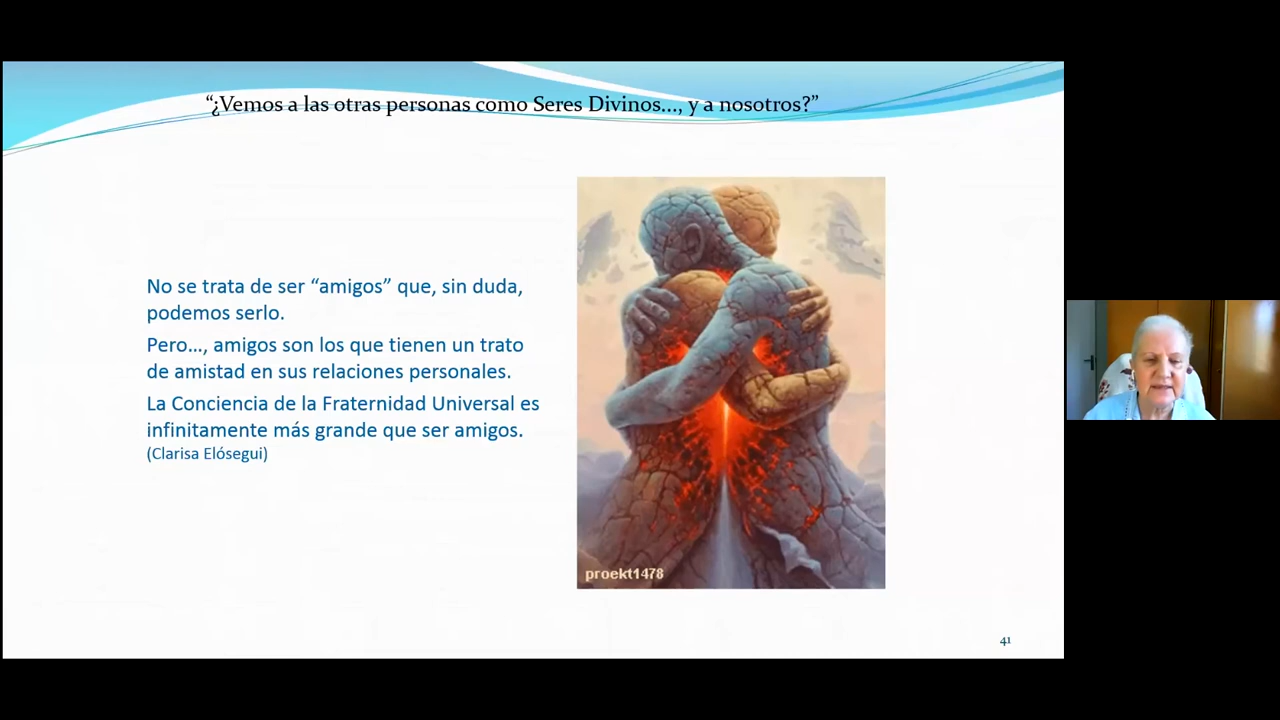 “¿Vemos a las otras personas como Seres Divinos..., y a nosotros?”
No se trata de ser “amigos” que, sin duda,
podemos serlo.
Pero..., amigos son los que tienen un trato
de amistad en sus relaciones personales.
La Conciencia de la Fraternidad Universal es
infinitamente más grande que ser amigos.
(Clarisa Elósegui)
proekt1478
41